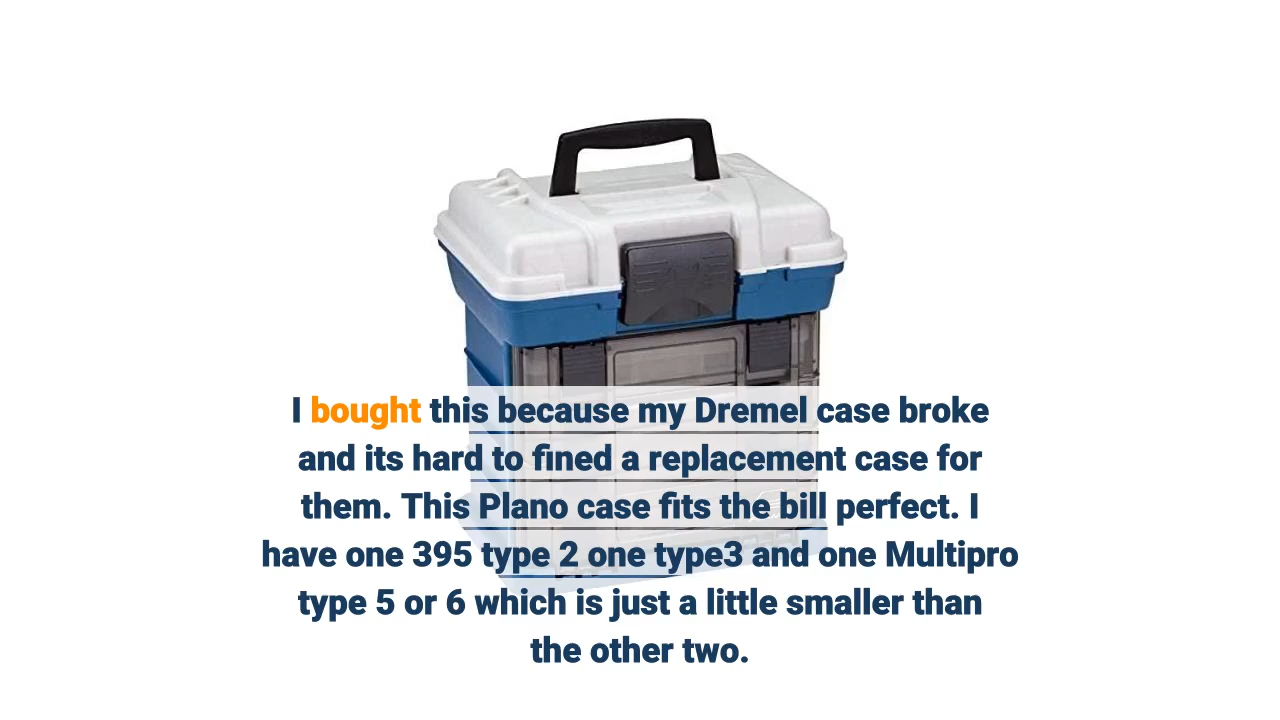 I bought this because my Dremel case broke
and its hard to fined a replacement case for
them. This Plano case fits the bill perfect. I
have one 395 type 2 one type3 and one Multipro
type 5 or 6 which is just a little smaller than
the other two.